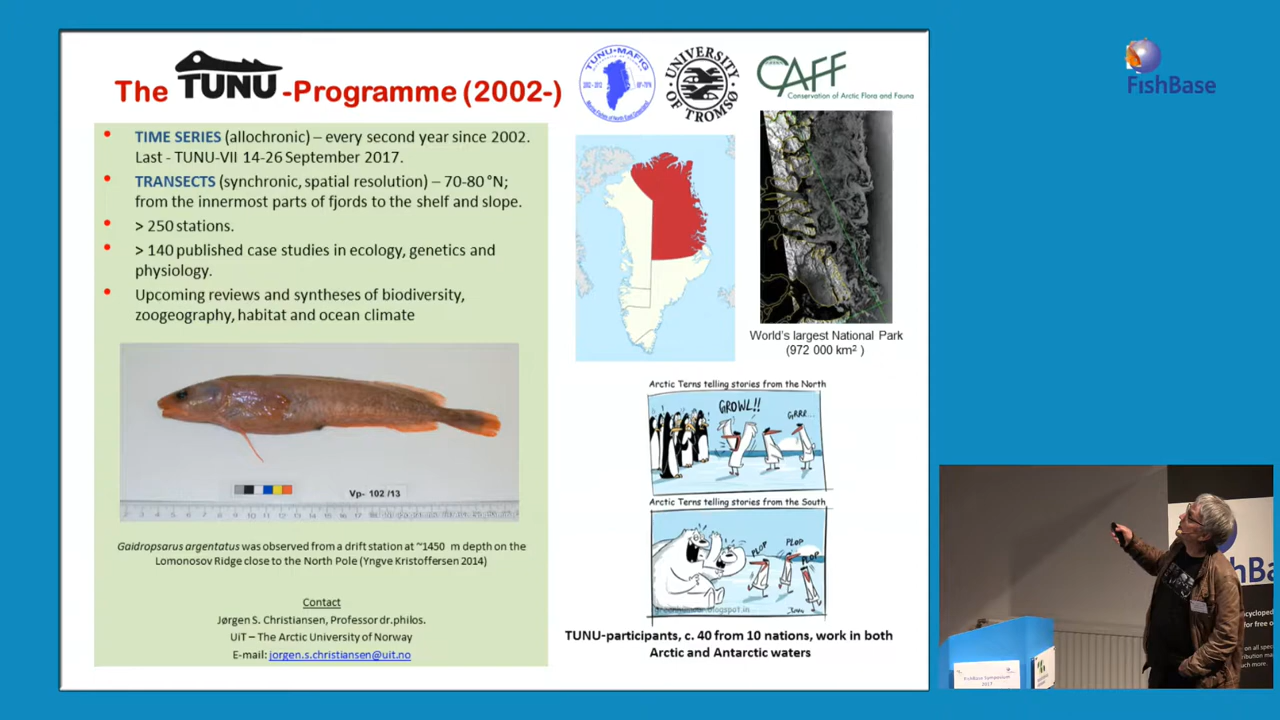 The TUNU -Programme (2002-)
TUNU-MAFIG
UNIVERSITY
OF TROMSØ
CAFF
Conservation of Arctic Flora and Fauna
FishBase
• TIME SERIES (allochronic) – every second year since 2002.
Last - TUNU-VII 14-26 September 2017.
• TRANSECTS (synchronic, spatial resolution) – 70-80 °N;
from the innermost parts of fjords to the shelf and slope.
• > 250 stations.
• > 140 published case studies in ecology, genetics and
physiology.
• Upcoming reviews and syntheses of biodiversity,
zoogeography, habitat and ocean climate
Vp- 102 /13
Gaidropsarus argentatus was observed from a drift station at ~1450 m depth on the
Lomonosov Ridge close to the North Pole (Yngve Kristoffersen 2014)
Contact
Jørgen S. Christiansen, Professor dr.philos.
UiT – The Arctic University of Norway
E-mail: jorgen.s.christiansen@uit.no
World's largest National Park
(972 000 km2 )
Arctic Terns telling stories from the North
GROWL!!
GRRR...
Arctic Terns telling stories from the South
PLOP
PLOP
PLOP
TUNU-participants, c. 40 from 10 nations, work in both
Arctic and Antarctic waters
FishBase Symposium
2017